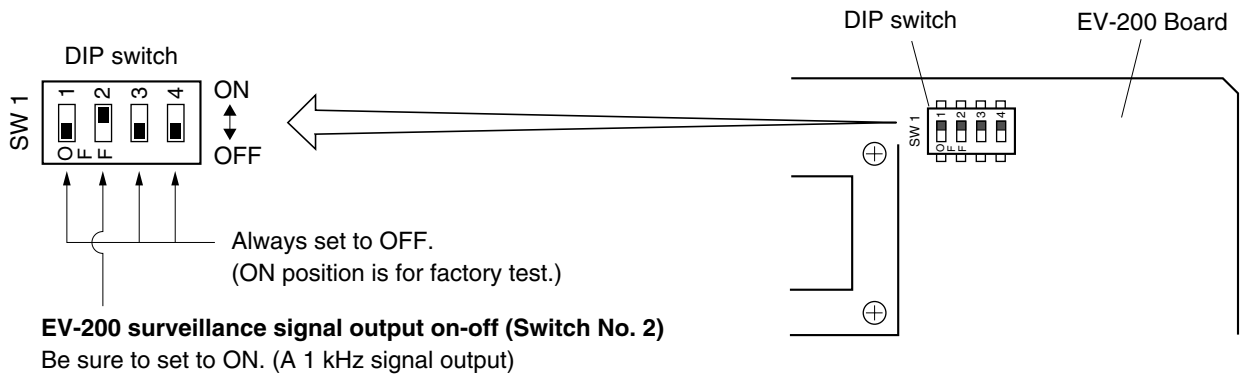 DIP switch
SW 1
1 2 3 4
OFF
ON
OFF
Always set to OFF.
(ON position is for factory test.)
EV-200 surveillance signal output on-off (Switch No. 2)
Be sure to set to ON. (A 1 kHz signal output)
DIP switch
EV-200 Board
SW 1
1 2 3 4
OFF